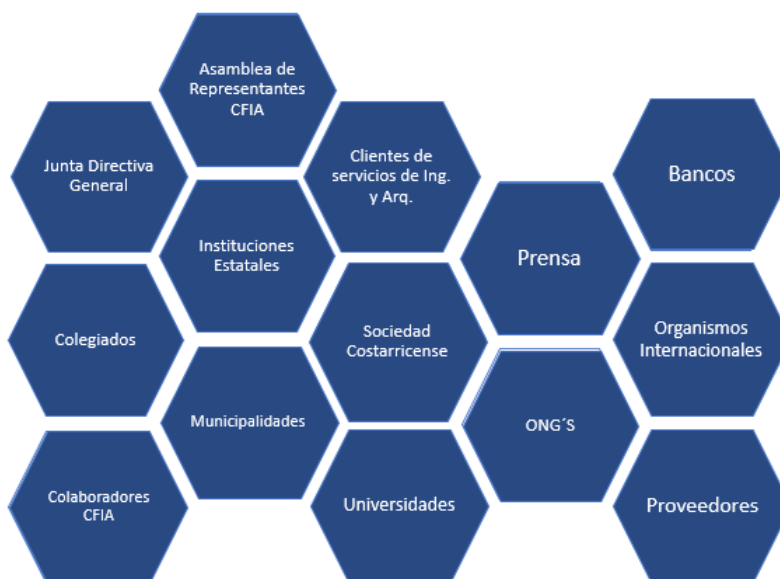 Asamblea de
Representantes
CFIA
Junta Directiva
General
Clientes de
servicios de Ing.
y Arq.
Bancos
Instituciones
Estatales
Prensa
Colegiados
Sociedad
Costarricense
Organismos
Internacionales
Municipalidades
ONG´S
Colaboradores
CFIA
Universidades
Proveedores